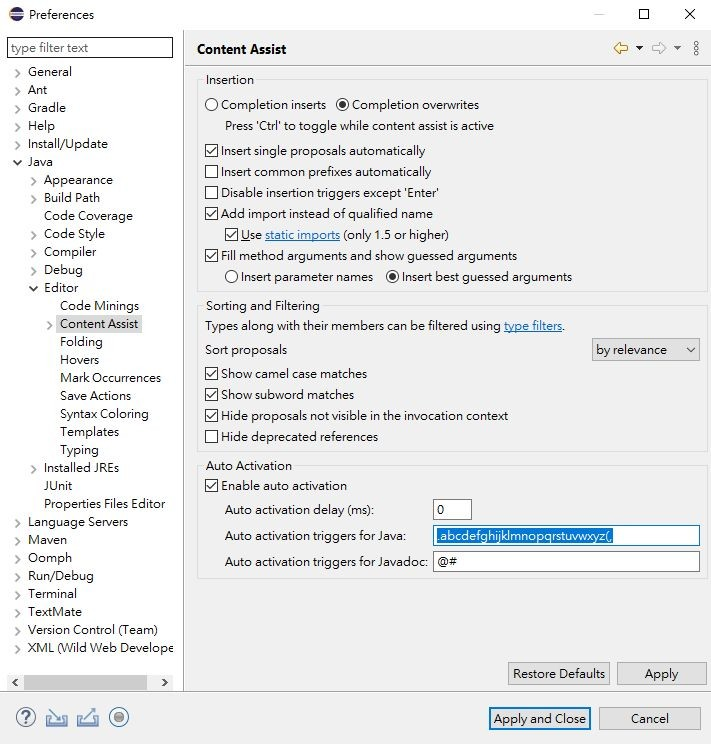 Preferences
type filter text
General
Ant
Gradle
Help
Install/Update
Java
Appearance
Build Path
Code Coverage
Code Style
Compiler
Debug
Editor
Code Minings
Content Assist
Folding
Hovers
Mark Occurrences
Save Actions
Syntax Coloring
Templates
Typing
Installed JREs
JUnit
Properties Files Editor
Language Servers
Maven
Oomph
Run/Debug
Terminal
TextMate
Version Control (Team)
XML (Wild Web Develope
Content Assist
Insertion
Completion inserts Completion overwrites
Press 'Ctrl' to toggle while content assist is active
Insert single proposals automatically
Insert common prefixes automatically
Disable insertion triggers except 'Enter'
Add import instead of qualified name
Use static imports (only 1.5 or higher)
Fill method arguments and show guessed arguments
Insert parameter names Insert best guessed arguments
Sorting and Filtering
Types along with their members can be filtered using type filters.
Sort proposals by relevance
Show camel case matches
Show subword matches
Hide proposals not visible in the invocation context
Hide deprecated references
Auto Activation
Enable auto activation
Auto activation delay (ms): 0
Auto activation triggers for Java: .abcdefghijklmnopqrstuvwxyz(,
Auto activation triggers for Javadoc: @#
Restore Defaults Apply
Apply and Close Cancel